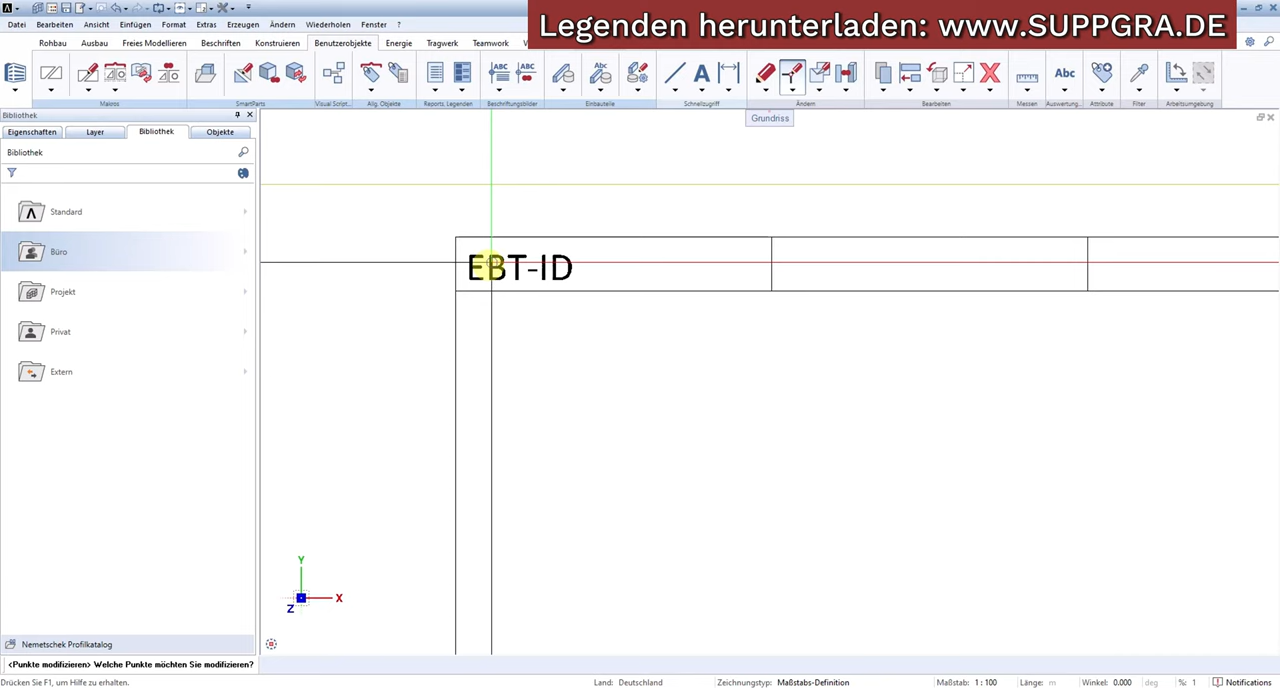 Legenden herunterladen: www.SUPPGRA.DE
Datei Bearbeiten Ansicht Einfügen Format Extras Erzeugen Ändern Wiederholen Fenster ?
Rohbau Ausbau Freies Modellieren Beschriften Konstruieren Benutzerobjekte Energie Tragwerk Teamwork
Makros SmartParts Visual Script... Allg. Objekte Reports, Legenden Beschriftungsbilder Einbauteile Schnellzugriff Ändern Bearbeiten Messen Auswertung... Attribute Filter Arbeitsumgebung
Bibliothek
Eigenschaften Layer Bibliothek Objekte
Grundriss
Bibliothek
Standard
Büro
Projekt
Privat
Extern
EBT-ID
Y
X
Z
Nemetschek Profilkatalog
<Punkte modifizieren> Welche Punkte möchten Sie modifizieren?
Drücken Sie F1, um Hilfe zu erhalten. Land: Deutschland Zeichnungstyp: Maßstabs-Definition Maßstab: 1 : 100 Länge: m Winkel: 0.000 deg %: 1 Notifications